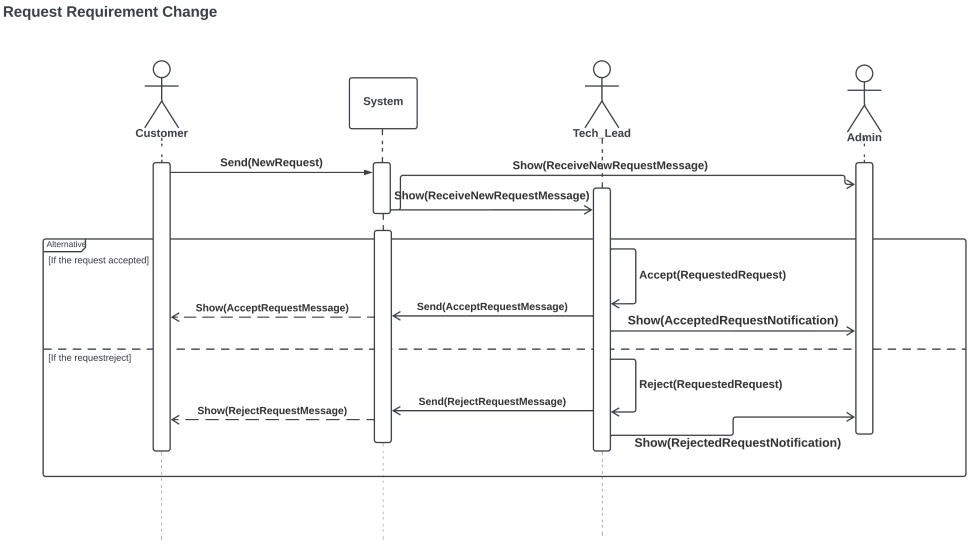 Request Requirement Change
Customer
System
Tech_Lead
Admin
Send(NewRequest)
Show(ReceiveNewRequestMessage)
Show(ReceiveNewRequestMessage)
Alternative
[If the request accepted]
Accept(RequestedRequest)
Show(AcceptRequestMessage)
Send(AcceptRequestMessage)
Show(AcceptedRequestNotification)
[If the requestreject]
Reject(RequestedRequest)
Show(RejectRequestMessage)
Send(RejectRequestMessage)
Show(RejectedRequestNotification)